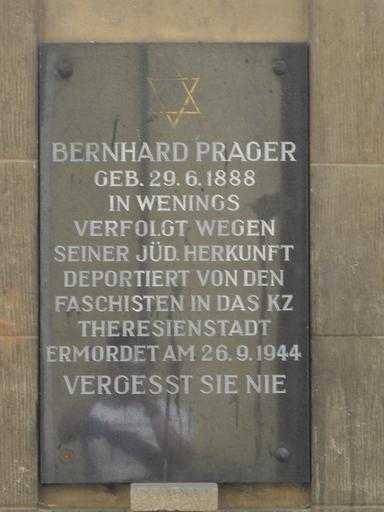 BERNHARD PRAGER
GEB. 29.6.1888
IN WENINGS
VERFOLGT WEGEN
SEINER JÜD. HERKUNFT
DEPORTIERT VON DEN
FASCHISTEN IN DAS KZ
THERESIENSTADT
ERMORDET AM 26.9.1944
VERGESST SIE NIE